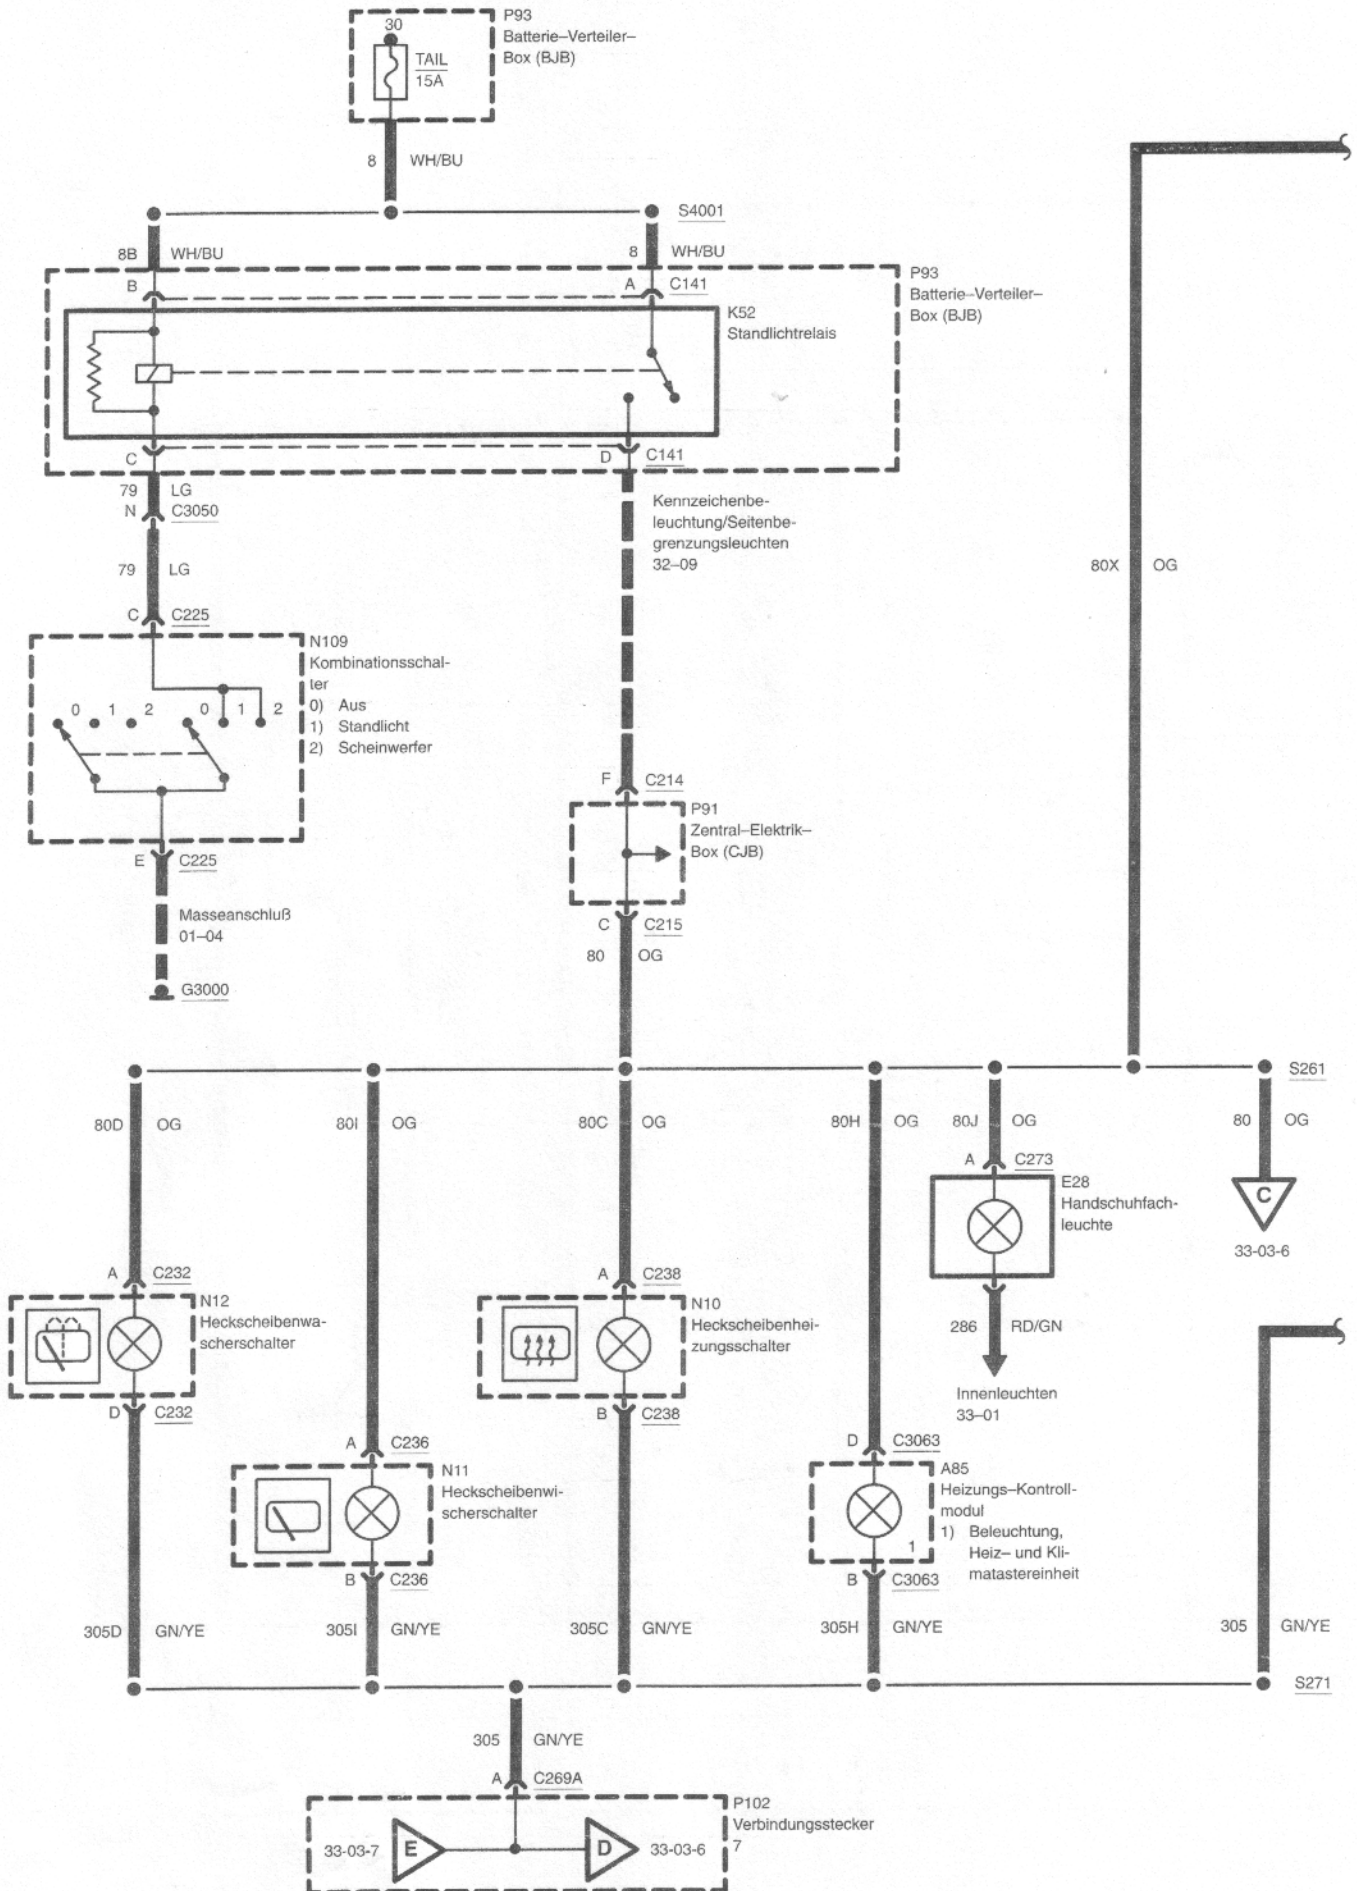 30
TAIL
15A
P93
Batterie–Verteiler–
Box (BJB)
8 WH/BU
S4001
8B WH/BU
8 WH/BU
B
A C141
P93
Batterie–Verteiler–
Box (BJB)
K52
Standlichtrelais
C
D C141
79 LG
N C3050
79 LG
C C225
Kennzeichenbe-
leuchtung/Seitenbe-
grenzungsleuchten
32–09
80X OG
N109
Kombinationsschal-
ter
0) Aus
1) Standlicht
2) Scheinwerfer
0 1 2 0 1 2
E C225
Masseanschluß
01–04
G3000
F C214
P91
Zentral–Elektrik–
Box (CJB)
C C215
80 OG
S261
80D OG
80I OG
80C OG
80H OG
80J OG
80 OG
A C273
E28
Handschuhfach-
leuchte
C
33-03-6
286 RD/GN
Innenleuchten
33–01
A C232
N12
Heckscheibenwa-
scherschalter
D C232
A C238
N10
Heckscheibenhei-
zungsschalter
B C238
A C236
N11
Heckscheibenwi-
scherschalter
B C236
D C3063
A85
Heizungs–Kontroll-
modul
1) Beleuchtung,
Heiz– und Kli-
matastereinheit
1
B C3063
305D GN/YE
305I GN/YE
305C GN/YE
305H GN/YE
305 GN/YE
S271
305 GN/YE
A C269A
P102
Verbindungsstecker
7
33-03-7 E
D 33-03-6